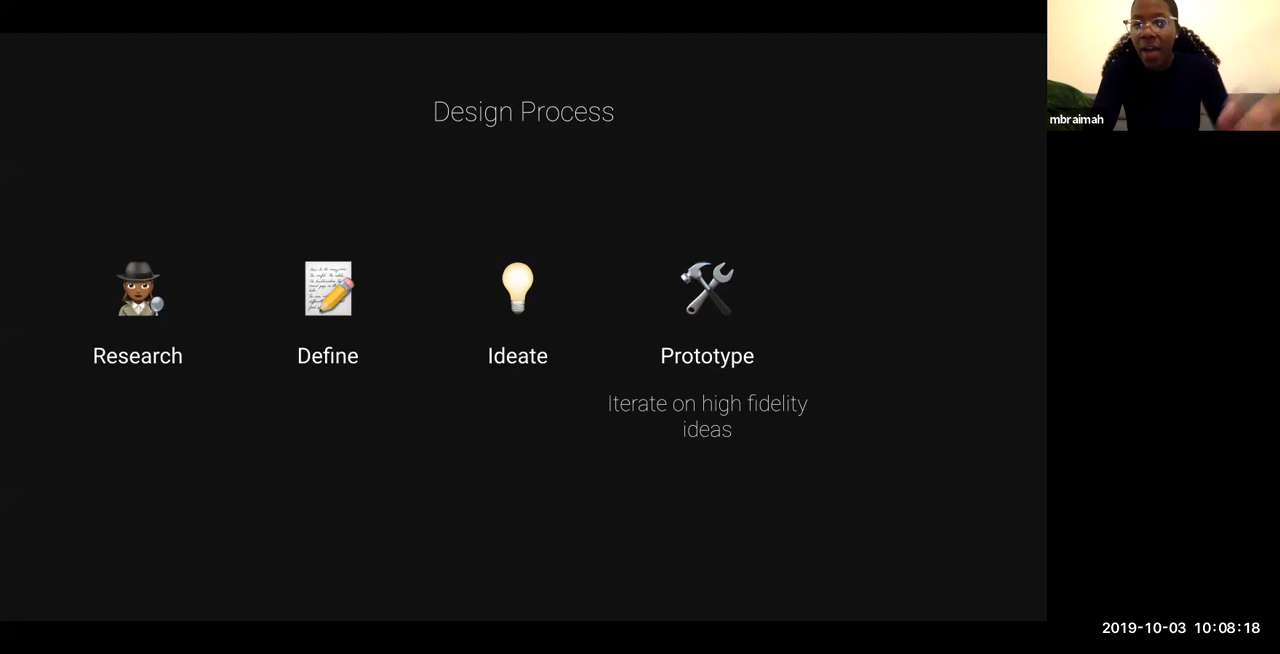 Design Process
mbraimah
Research
Define
Ideate
Prototype
Iterate on high fidelity
ideas
2019-10-03 10:08:18